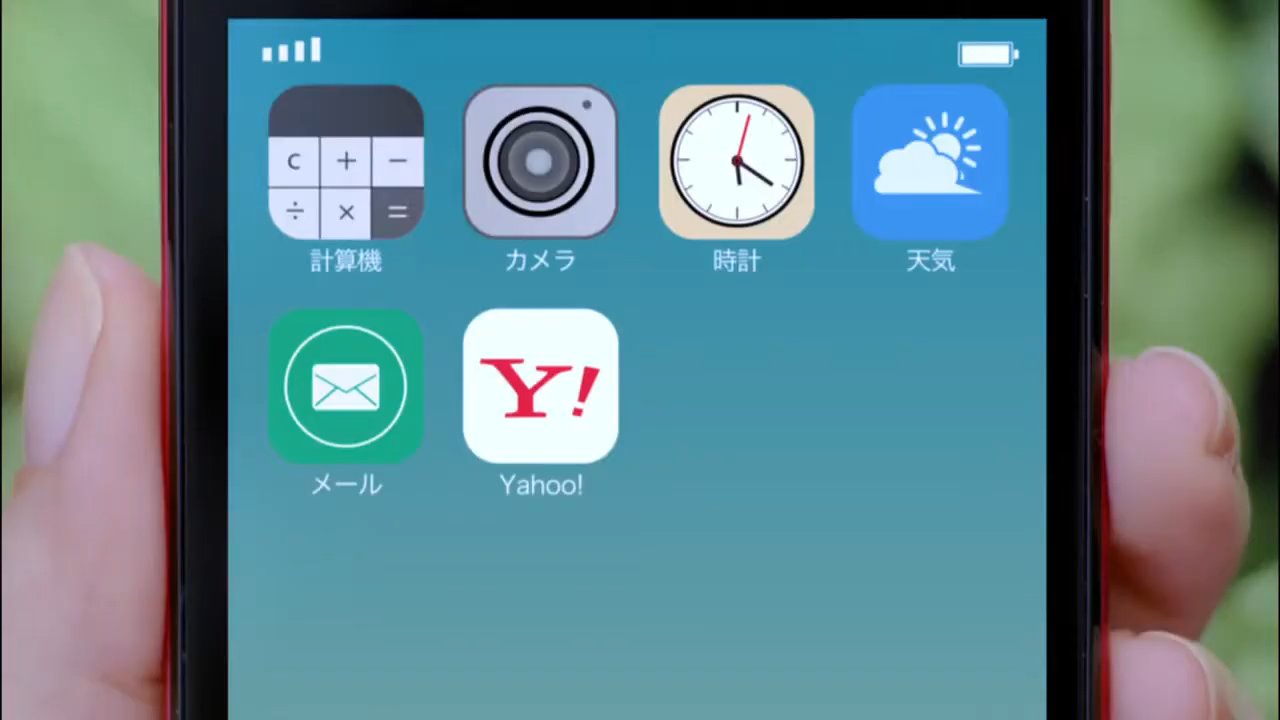 C + −
÷ × =
計算機
カメラ
時計
天気
Y!
メール
Yahoo!